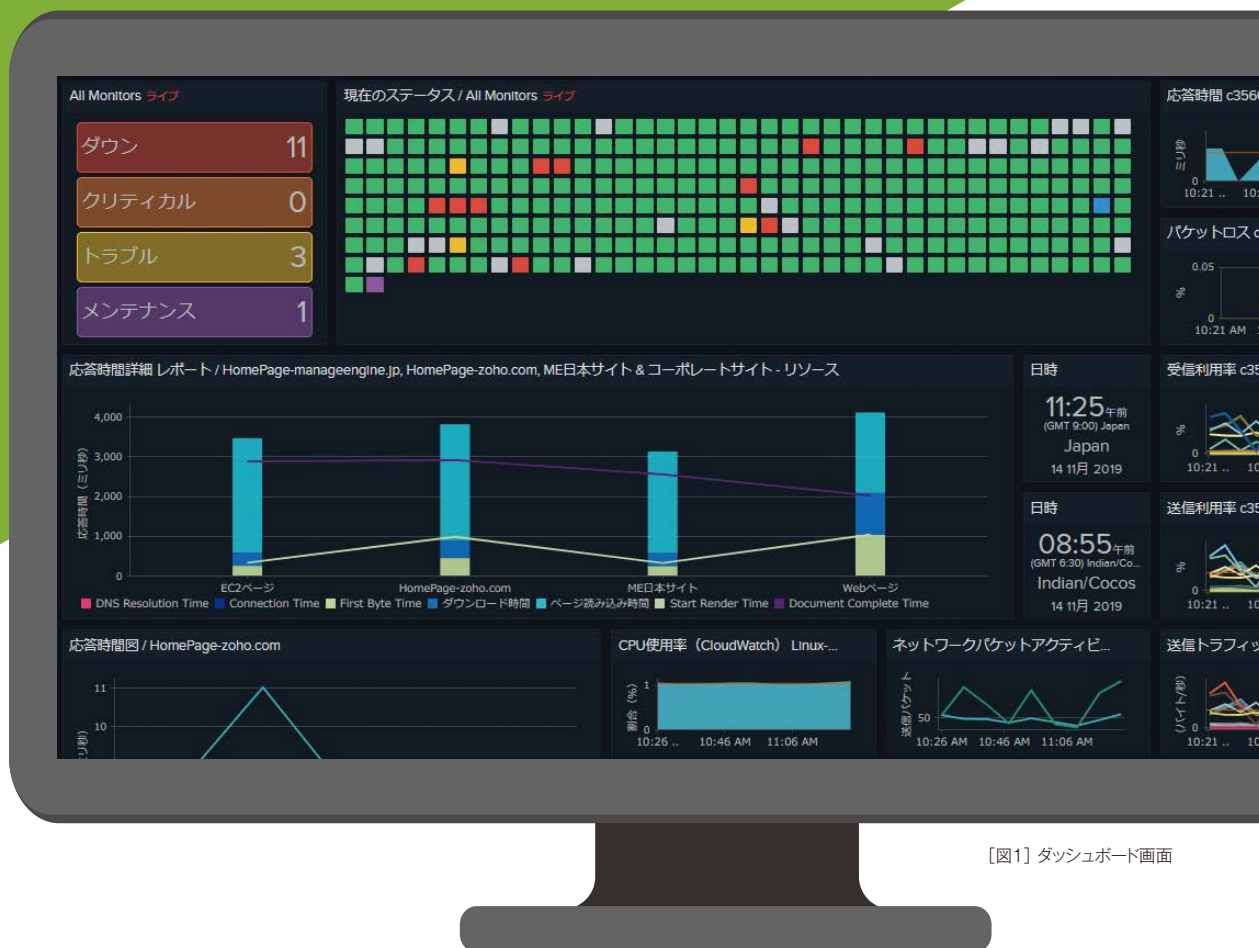 All Monitors ライブ
ダウン 11
クリティカル 0
トラブル 3
メンテナンス 1
現在のステータス / All Monitors ライブ
応答時間 c356
ミリ秒
0
10:21 ..
パケットロス c
0.05
%
0
10:21 AM
応答時間詳細 レポート / HomePage-manageengine.jp, HomePage-zoho.com, ME日本サイト & コーポレートサイト - リソース
応答時間（ミリ秒）
4,000
3,000
2,000
1,000
0
EC2ページ HomePage-zoho.com ME日本サイト Webページ
DNS Resolution Time Connection Time First Byte Time ダウンロード時間 ページ読み込み時間 Start Render Time Document Complete Time
日時
11:25午前
(GMT 9:00) Japan
Japan
14 11月 2019
日時
08:55午前
(GMT 6:30) Indian/Co...
Indian/Cocos
14 11月 2019
受信利用率 c35
%
0
10:21 ..
送信利用率 c35
%
0
10:21 ..
応答時間図 / HomePage-zoho.com
11
10
CPU使用率（CloudWatch） Linux-...
割合（%）
1
0
10:26 .. 10:46 AM 11:06 AM
ネットワークパケットアクティビ...
送信パケット
50
10:26 AM 10:46 AM 11:06 AM
送信トラフィッ
(バイト/秒)
0
10:21 ..
［図1］ダッシュボード画面